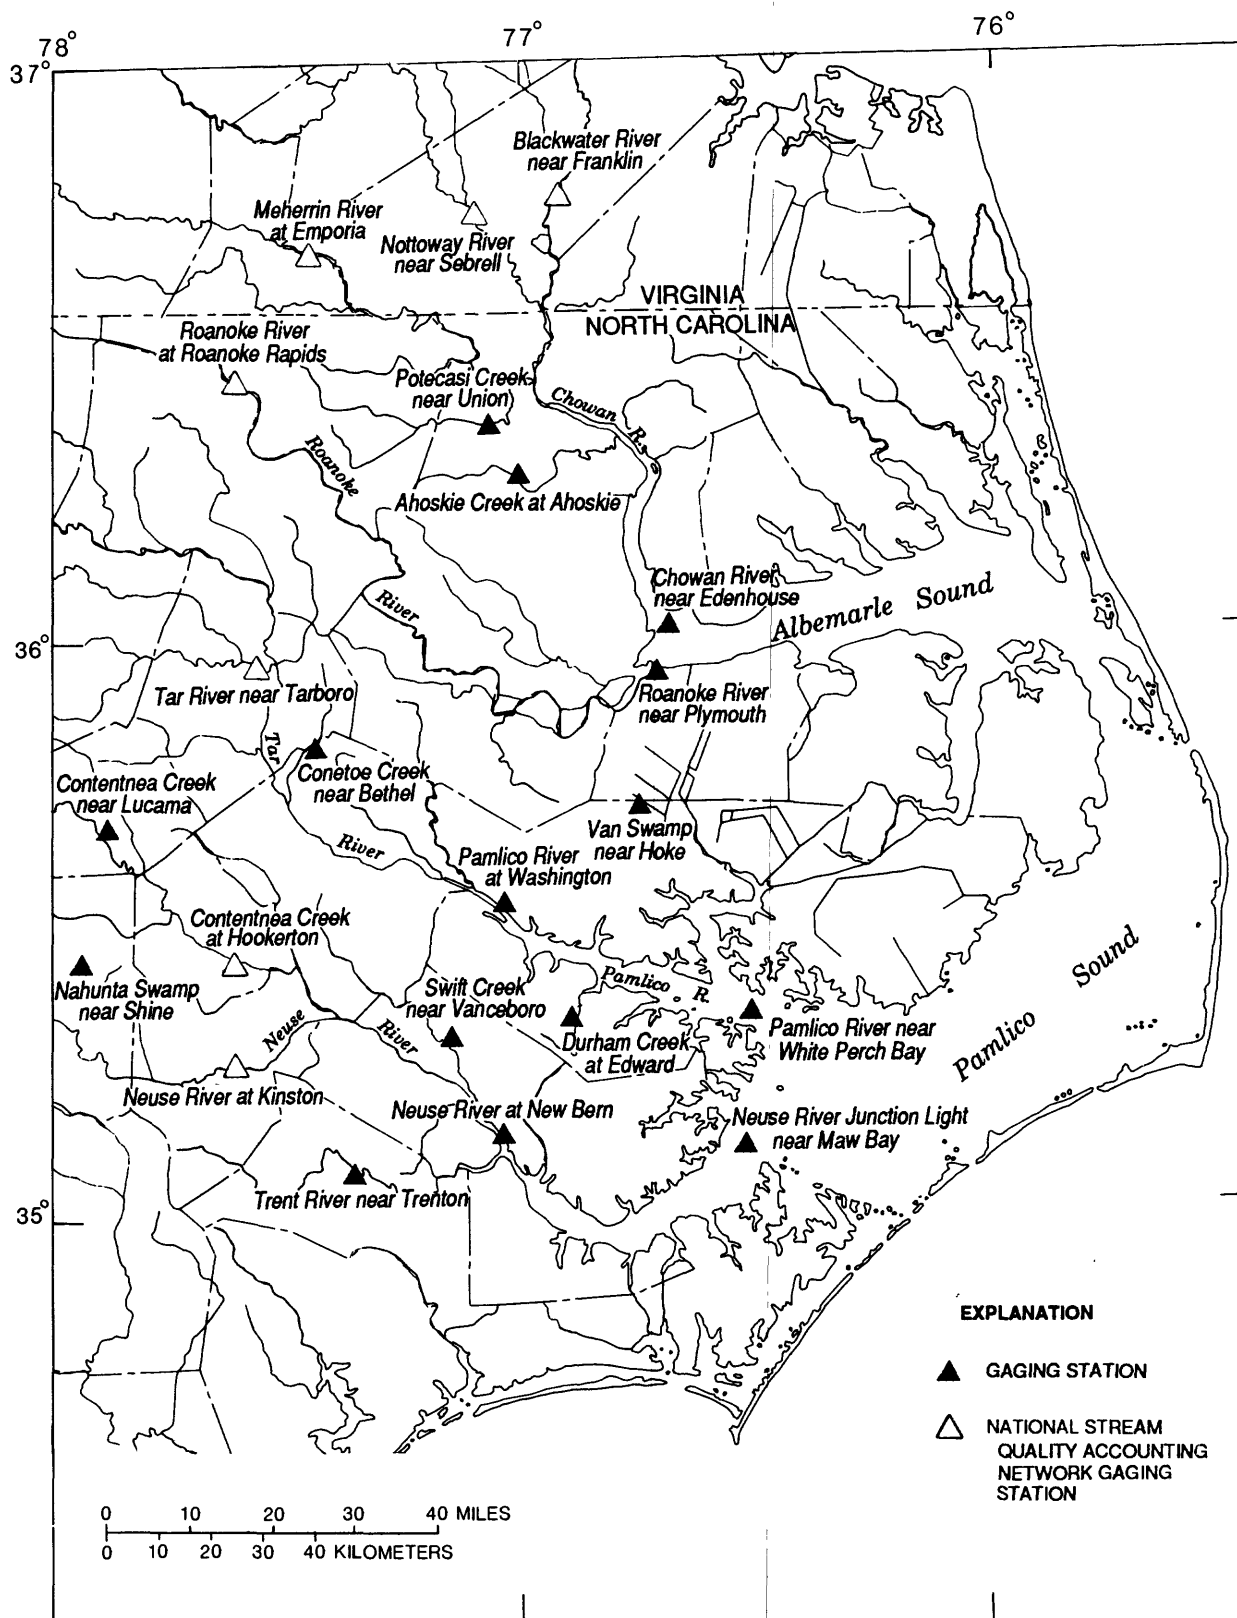 78°
77°
76°
37°
Blackwater River
near Franklin
Meherrin River
at Emporia
Nottoway River
near Sebrell
VIRGINIA
NORTH CAROLINA
Roanoke River
at Roanoke Rapids
Potecasi Creek
near Union
Chowan R.
Roanoke
Ahoskie Creek at Ahoskie
Chowan River
near Edenhouse
River
Albemarle Sound
36°
Tar River near Tarboro
Roanoke River
near Plymouth
Tar
Conetoe Creek
near Bethel
Contentnea Creek
near Lucama
Van Swamp
near Hoke
River
Pamlico River
at Washington
Contentnea Creek
at Hookerton
Pamlico R.
Sound
Nahunta Swamp
near Shine
Swift Creek
near Vanceboro
Neuse
River
Durham Creek
at Edward
Pamlico River near
White Perch Bay
Pamlico
Neuse River at Kinston
Neuse River at New Bern
Neuse River Junction Light
near Maw Bay
Trent River near Trenton
35°
EXPLANATION
GAGING STATION
NATIONAL STREAM
QUALITY ACCOUNTING
NETWORK GAGING
STATION
0 10 20 30 40 MILES
0 10 20 30 40 KILOMETERS